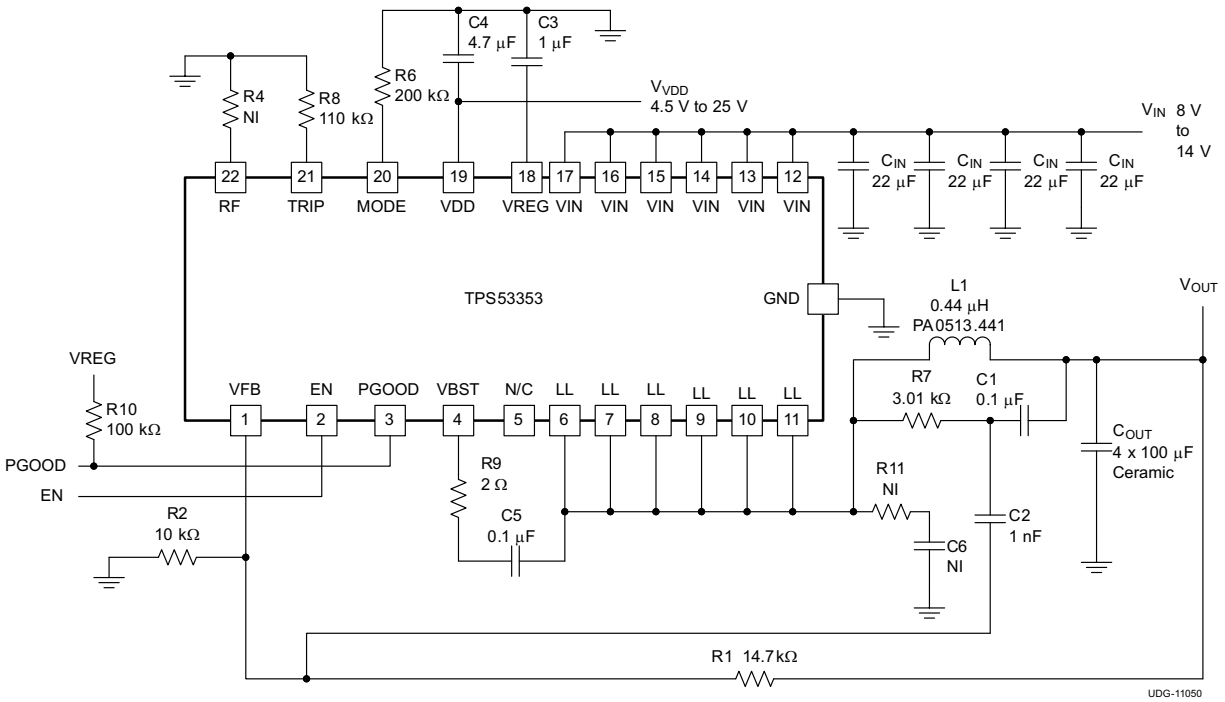 C4
4.7 μF
C3
1 μF
R4
NI
R8
110 kΩ
R6
200 kΩ
VVDD
4.5 V to 25 V
VIN 8 V
to
14 V
CIN
22 μF
CIN
22 μF
CIN
22 μF
CIN
22 μF
22
21
20
19
18
17
16
15
14
13
12
RF
TRIP
MODE
VDD
VREG
VIN
VIN
VIN
VIN
VIN
VIN
TPS53353
GND
L1
0.44 μH
PA0513.441
VOUT
VREG
R10
100 kΩ
VFB
EN
PGOOD
VBST
N/C
LL
LL
LL
LL
LL
LL
1
2
3
4
5
6
7
8
9
10
11
R7
3.01 kΩ
C1
0.1 μF
COUT
4 x 100 μF
Ceramic
PGOOD
EN
R9
2 Ω
C5
0.1 μF
R11
NI
C6
NI
C2
1 nF
R2
10 kΩ
R1 14.7kΩ
UDG-11050